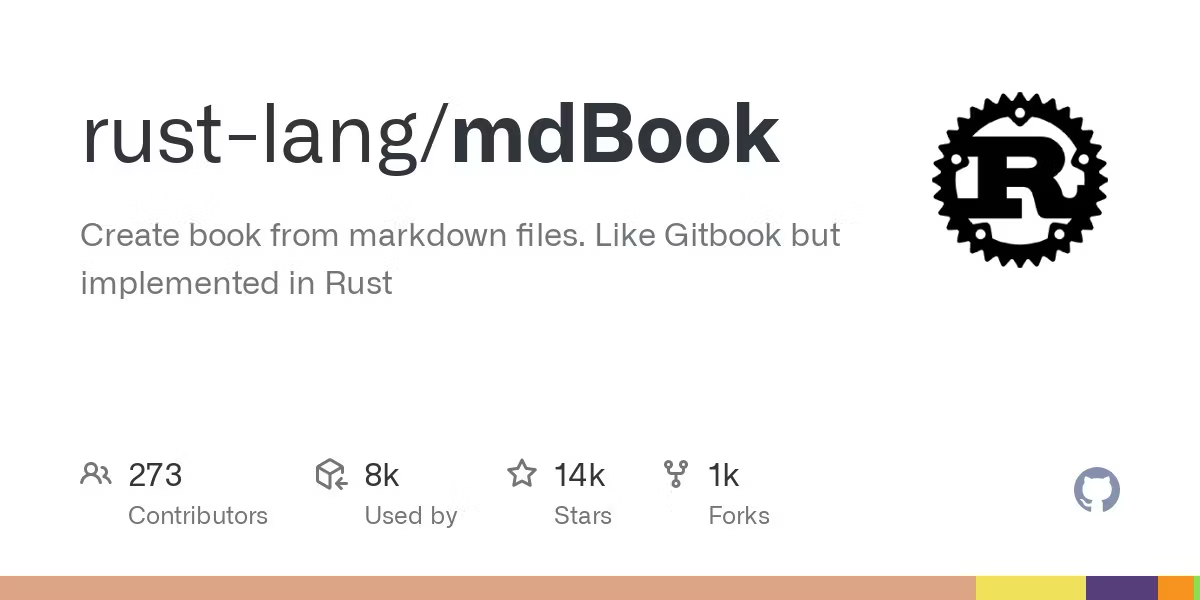 rust-lang/mdBook
Create book from markdown files. Like Gitbook but
implemented in Rust
R
273 8k 14k 1k
Contributors Used by Stars Forks